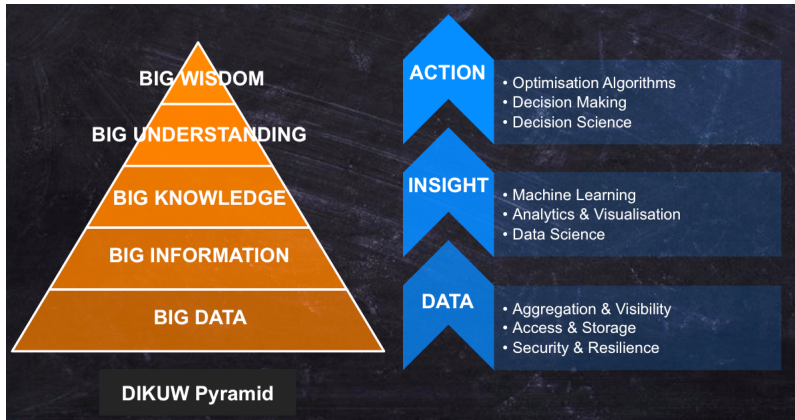 BIG WISDOM
BIG UNDERSTANDING
BIG KNOWLEDGE
BIG INFORMATION
BIG DATA
DIKUW Pyramid
ACTION
• Optimisation Algorithms
• Decision Making
• Decision Science
INSIGHT
• Machine Learning
• Analytics & Visualisation
• Data Science
DATA
• Aggregation & Visibility
• Access & Storage
• Security & Resilience